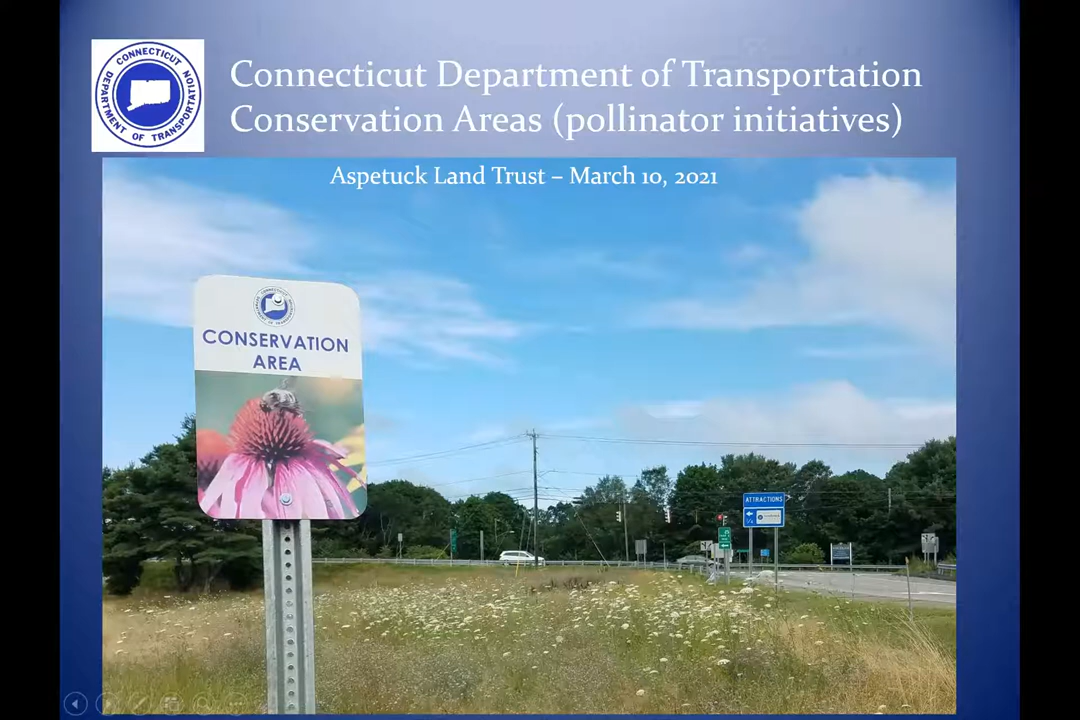 CONNECTICUT
DEPARTMENT OF TRANSPORTATION
Connecticut Department of Transportation
Conservation Areas (pollinator initiatives)
Aspetuck Land Trust – March 10, 2021
CONSERVATION
AREA
ATTRACTIONS